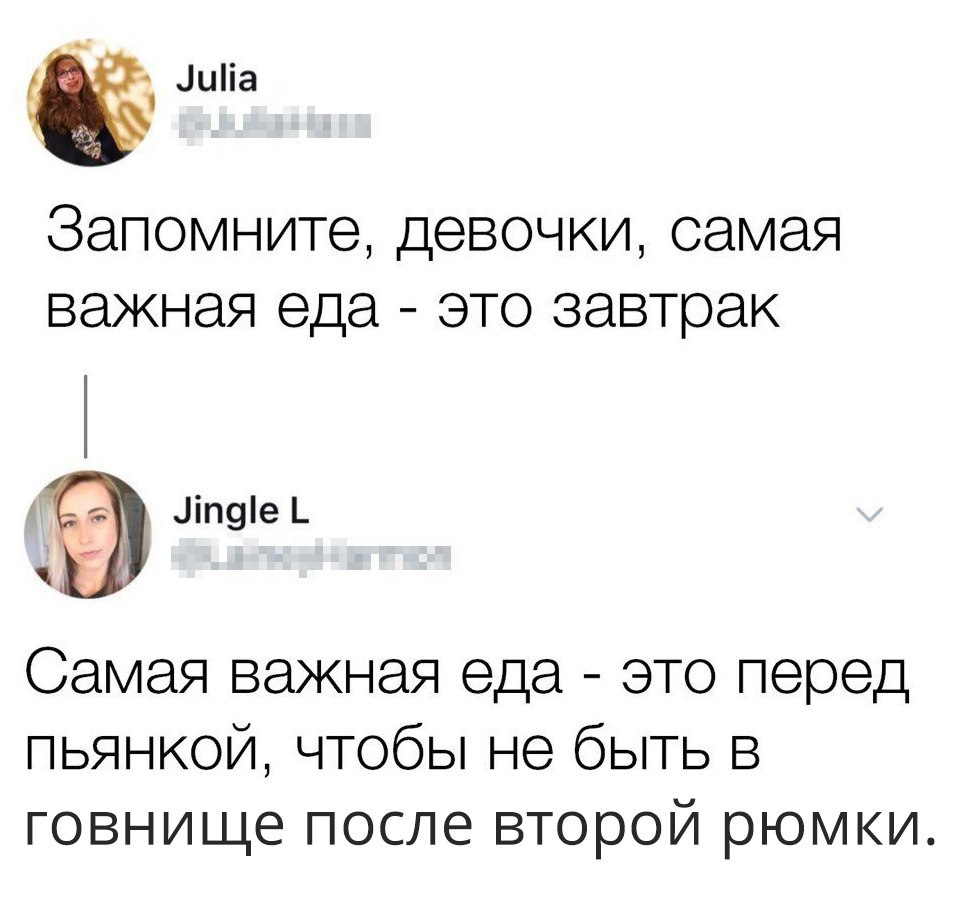 Julia
Запомните, девочки, самая
важная еда - это завтрак
Jingle L
Самая важная еда - это перед
пьянкой, чтобы не быть в
говнище после второй рюмки.